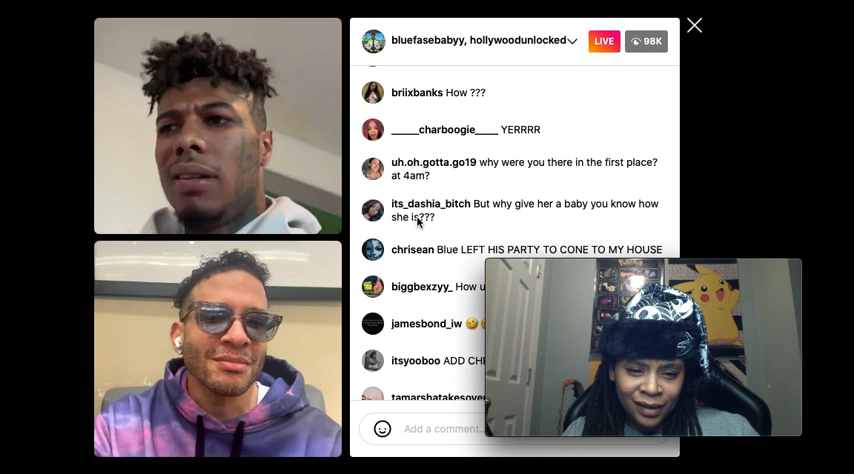 bluefasebabyy, hollywoodunlocked
LIVE
98K
briixbanks How ???
_____charboogie_____ YERRRR
uh.oh.gotta.go19 why were you there in the first place?
at 4am?
its_dashia_bitch But why give her a baby you know how
she is???
chrisean Blue LEFT HIS PARTY TO CONE TO MY HOUSE
biggbexzyy_ How u
jamesbond_iw 🤣
itsyooboo ADD CHR
tamarshatakesover
Add a comment...